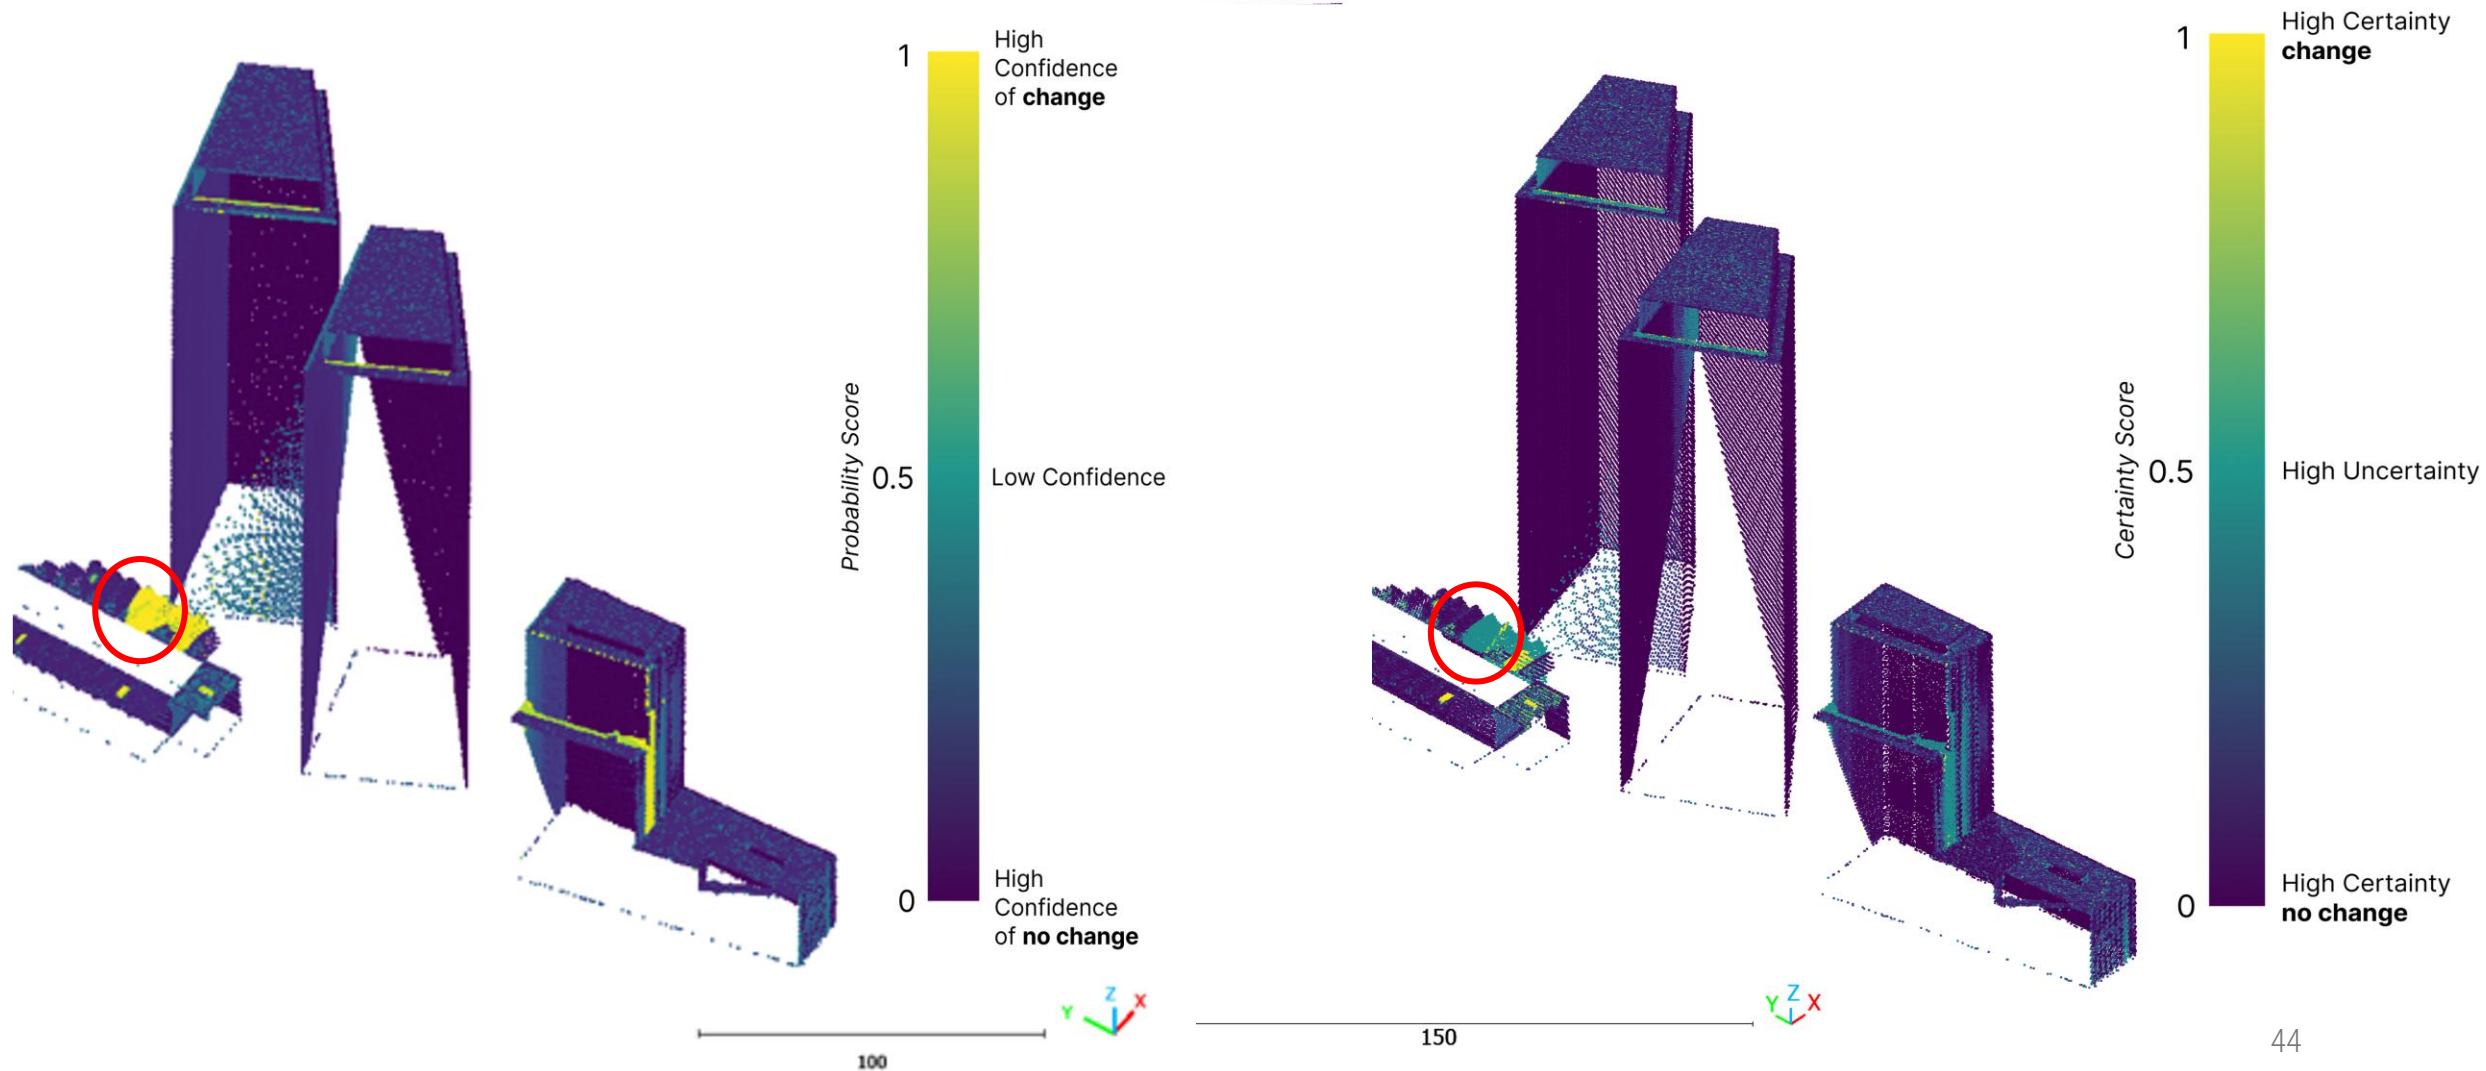 1
High
Confidence
of change
Probability Score
0.5
Low Confidence
0
High
Confidence
of no change
Z
Y
X
100
1
High Certainty
change
Certainty Score
0.5
High Uncertainty
0
High Certainty
no change
Y Z X
150
44